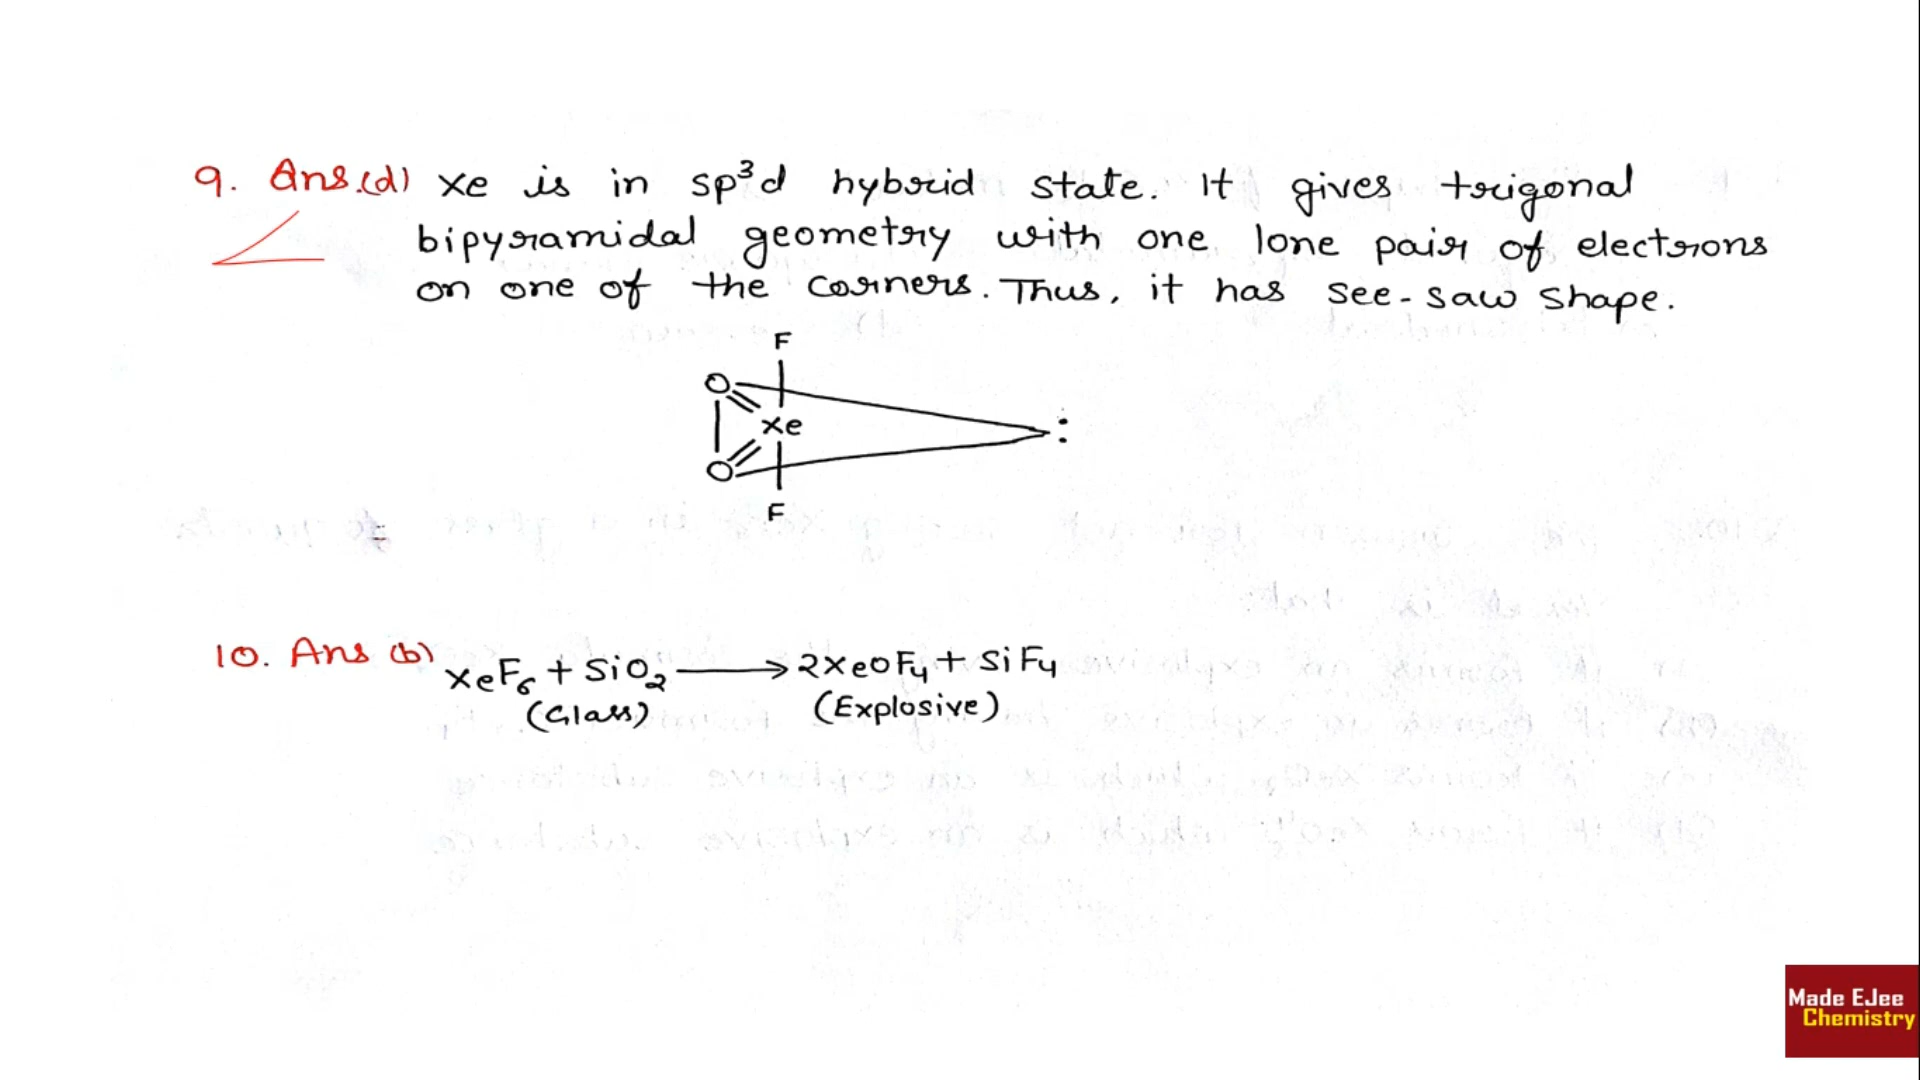 9. Ans.(d) Xe is in sp³d hybrid state. It gives trigonal
bipyramidal geometry with one lone pair of electrons
on one of the corners. Thus, it has see-saw shape.
F
O
Xe :
O
F
10. Ans (b) XeF₆ + SiO₂ ⟶ 2XeOF₄ + SiF₄
(Glass) (Explosive)
Made EJee
Chemistry